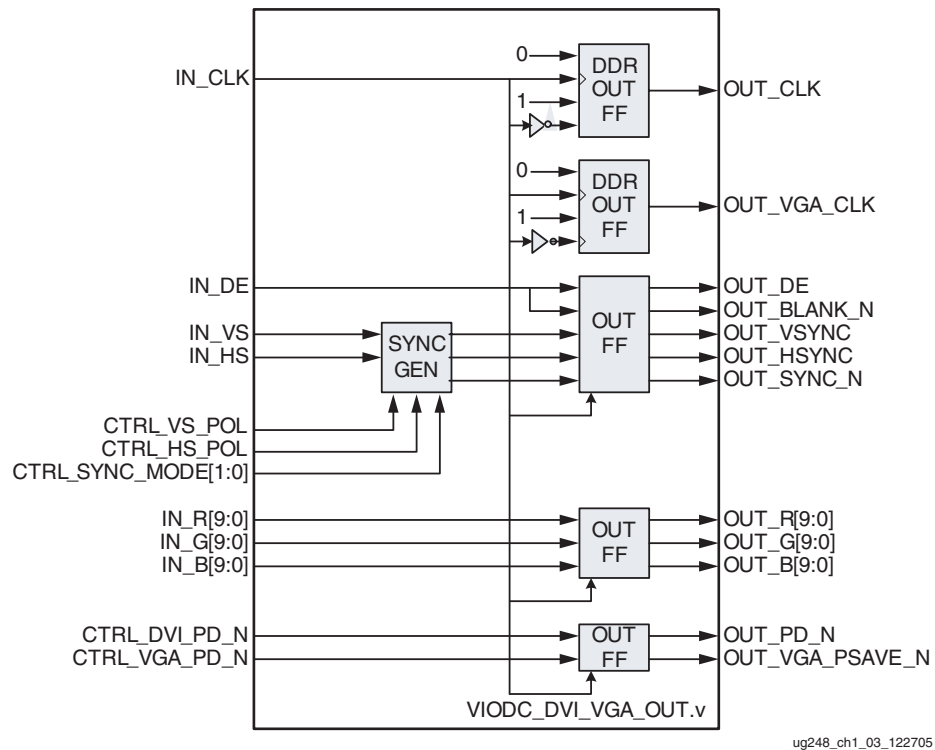 0
DDR
OUT
FF
IN_CLK
OUT_CLK
1
0
DDR
OUT
FF
OUT_VGA_CLK
1
IN_DE
OUT_DE
OUT_BLANK_N
IN_VS
OUT
FF
OUT_VSYNC
IN_HS
SYNC
GEN
OUT_HSYNC
OUT_SYNC_N
CTRL_VS_POL
CTRL_HS_POL
CTRL_SYNC_MODE[1:0]
IN_R[9:0]
OUT
FF
OUT_R[9:0]
IN_G[9:0]
OUT_G[9:0]
IN_B[9:0]
OUT_B[9:0]
CTRL_DVI_PD_N
OUT
FF
OUT_PD_N
CTRL_VGA_PD_N
OUT_VGA_PSAVE_N
VIODC_DVI_VGA_OUT.v
ug248_ch1_03_122705